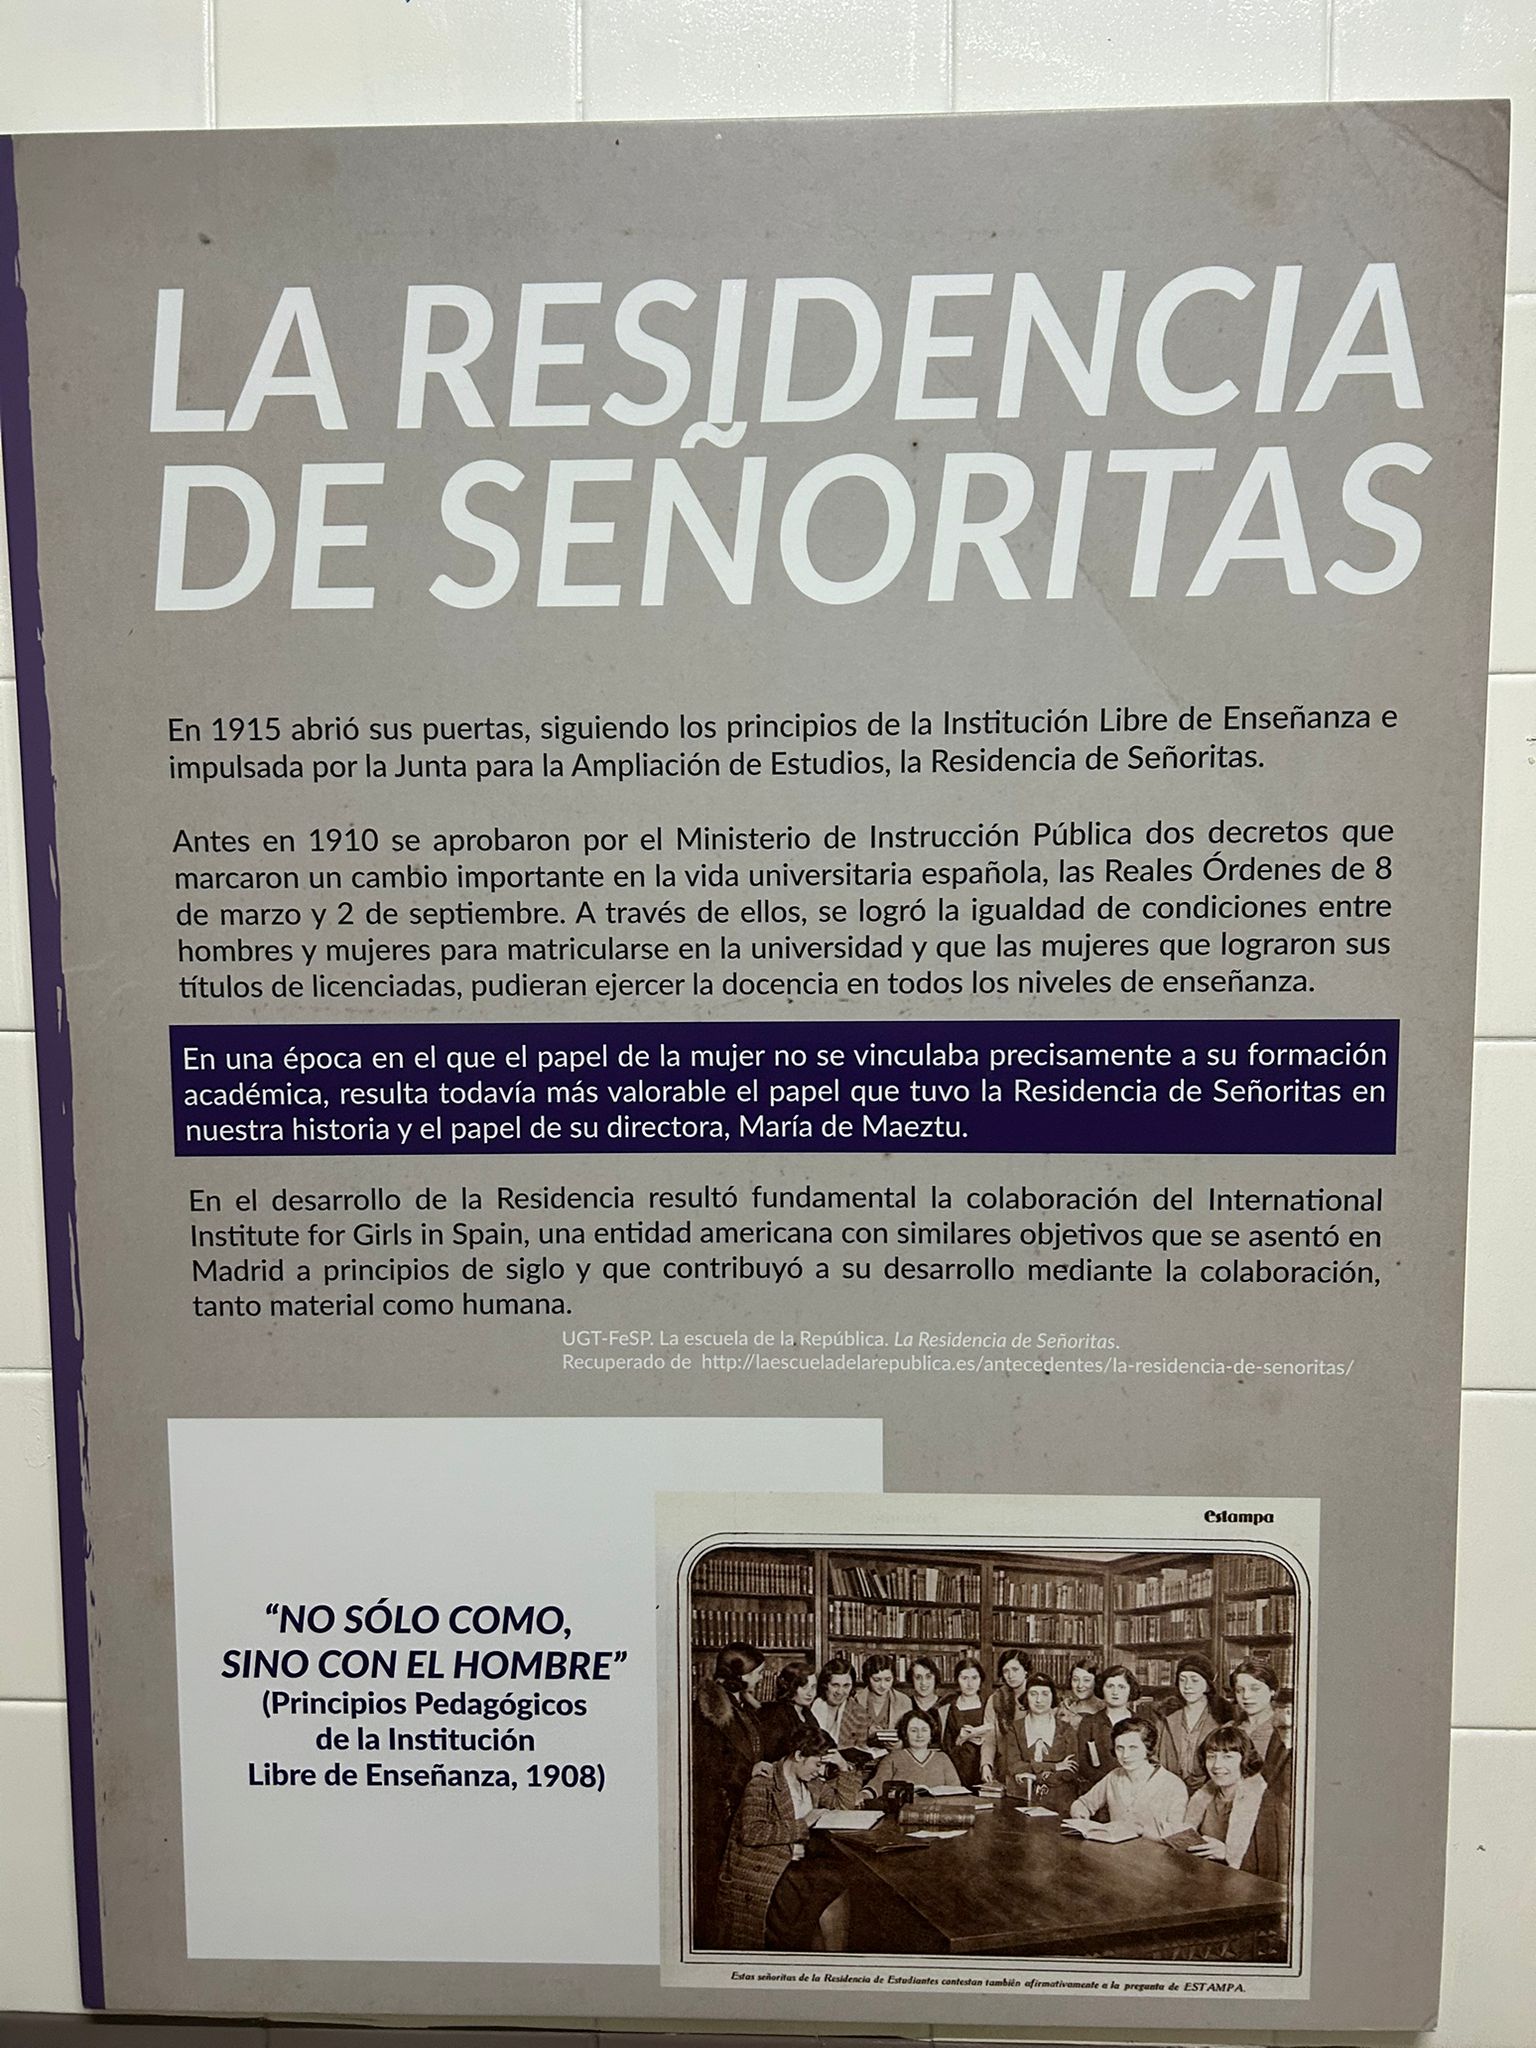 LA RESIDENCIA
DE SEÑORITAS
En 1915 abrió sus puertas, siguiendo los principios de la Institución Libre de Enseñanza e
impulsada por la Junta para la Ampliación de Estudios, la Residencia de Señoritas.
Antes en 1910 se aprobaron por el Ministerio de Instrucción Pública dos decretos que
marcaron un cambio importante en la vida universitaria española, las Reales Órdenes de 8
de marzo y 2 de septiembre. A través de ellos, se logró la igualdad de condiciones entre
hombres y mujeres para matricularse en la universidad y que las mujeres que lograron sus
títulos de licenciadas, pudieran ejercer la docencia en todos los niveles de enseñanza.
En una época en el que el papel de la mujer no se vinculaba precisamente a su formación
académica, resulta todavía más valorable el papel que tuvo la Residencia de Señoritas en
nuestra historia y el papel de su directora, María de Maeztu.
En el desarrollo de la Residencia resultó fundamental la colaboración del International
Institute for Girls in Spain, una entidad americana con similares objetivos que se asentó en
Madrid a principios de siglo y que contribuyó a su desarrollo mediante la colaboración,
tanto material como humana.
UGT-FeSP. La escuela de la República. La Residencia de Señoritas.
Recuperado de http://laescueladelarepublica.es/antecedentes/la-residencia-de-senoritas/
"NO SÓLO COMO,
SINO CON EL HOMBRE"
(Principios Pedagógicos
de la Institución
Libre de Enseñanza, 1908)
Estampa
Estas señoritas de la Residencia de Estudiantes contestan también afirmativamente a la pregunta de ESTAMPA.